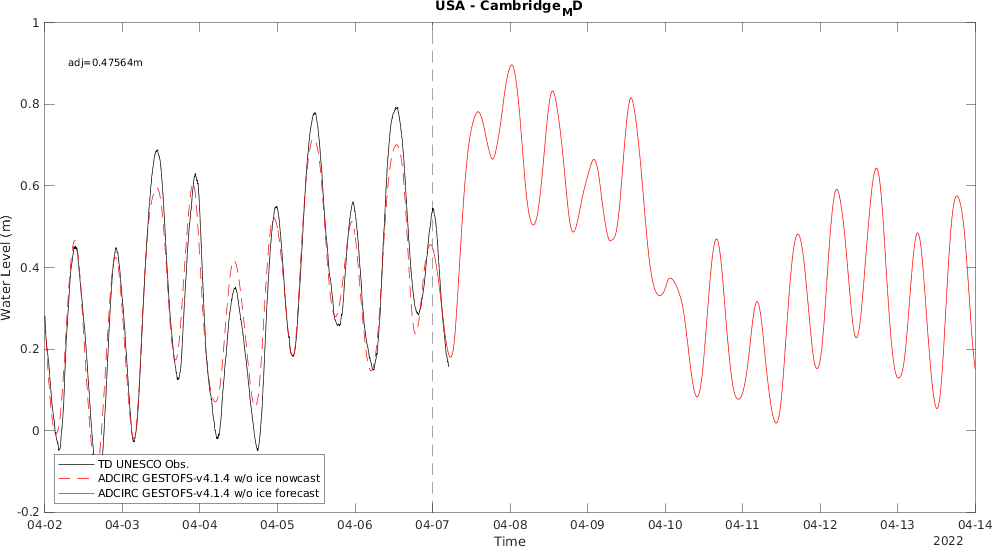 USA - Cambridge_MD
adj=0.47564m
Water Level (m)
1
0.8
0.6
0.4
0.2
0
-0.2
TD UNESCO Obs.
ADCIRC GESTOFS-v4.1.4 w/o ice nowcast
ADCIRC GESTOFS-v4.1.4 w/o ice forecast
04-02 04-03 04-04 04-05 04-06 04-07 04-08 04-09 04-10 04-11 04-12 04-13 04-14
Time
2022